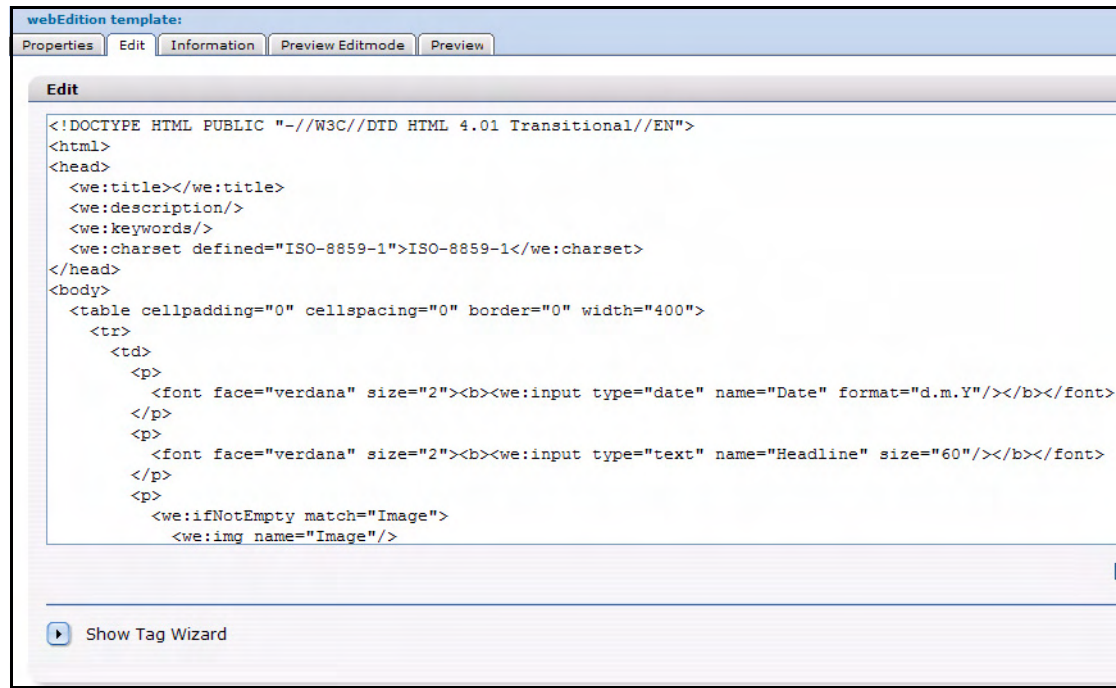 webEdition template:
Properties Edit Information Preview Editmode Preview
Edit
<!DOCTYPE HTML PUBLIC "-//W3C//DTD HTML 4.01 Transitional//EN">
<html>
<head>
  <we:title></we:title>
  <we:description/>
  <we:keywords/>
  <we:charset defined="ISO-8859-1">ISO-8859-1</we:charset>
</head>
<body>
  <table cellpadding="0" cellspacing="0" border="0" width="400">
    <tr>
      <td>
        <p>
          <font face="verdana" size="2"><b><we:input type="date" name="Date" format="d.m.Y"/></b></font>
        </p>
        <p>
          <font face="verdana" size="2"><b><we:input type="text" name="Headline" size="60"/></b></font>
        </p>
        <p>
          <we:ifNotEmpty match="Image">
            <we:img name="Image"/>
Show Tag Wizard